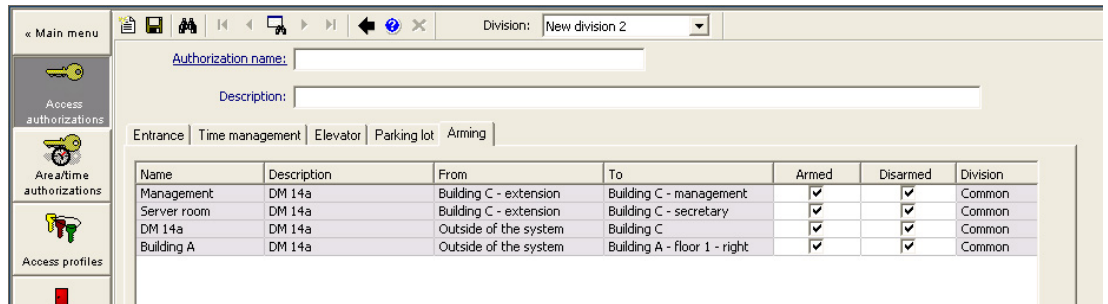 « Main menu
Division: New division 2
Authorization name:
Description:
Access
authorizations
Area/time
authorizations
Access profiles
Entrance Time management Elevator Parking lot Arming
Name Description From To Armed Disarmed Division
Management DM 14a Building C - extension Building C - management Common
Server room DM 14a Building C - extension Building C - secretary Common
DM 14a DM 14a Outside of the system Building C Common
Building A DM 14a Outside of the system Building A - floor 1 - right Common